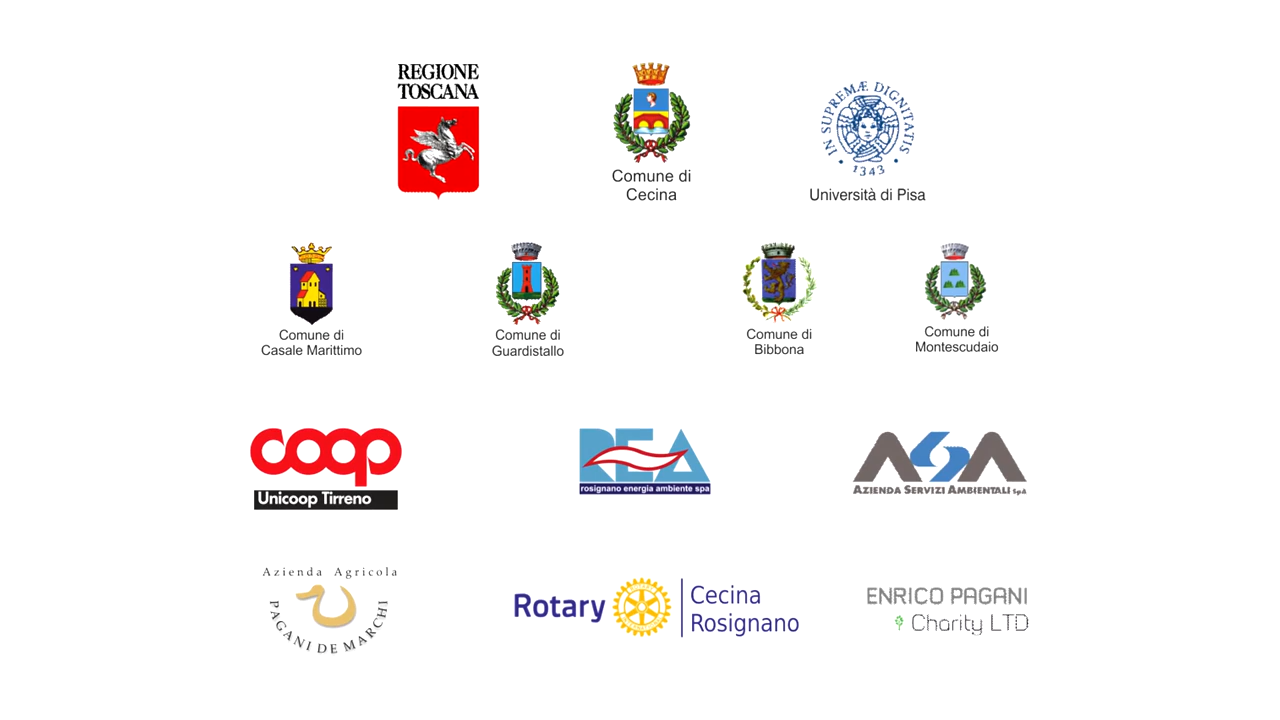 REGIONE
TOSCANA
Comune di
Cecina
IN SUPREMÆ DIGNITATIS
· 1343 ·
Università di Pisa
Comune di
Casale Marittimo
Comune di
Guardistallo
Comune di
Bibbona
Comune di
Montescudaio
coop
Unicoop Tirreno
REA
rosignano energia ambiente spa
ASA
AZIENDA SERVIZI AMBIENTALI SpA
Azienda Agricola
PAGANI DE MARCHI
Rotary
Cecina
Rosignano
ENRICO PAGANI
Charity LTD